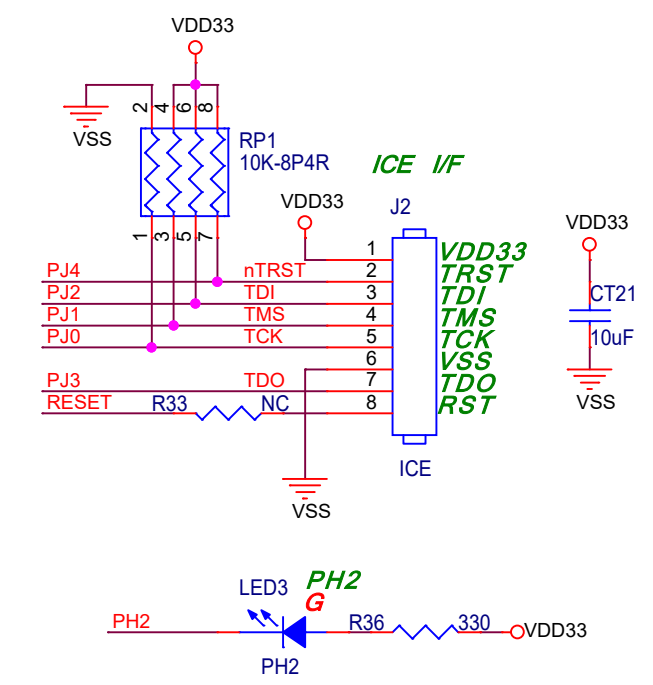 VDD33
2 4 6 8
VSS
RP1
10K-8P4R
1 3 5 7
ICE I/F
J2
VDD33
1 VDD33
PJ4 nTRST 2 TRST
PJ2 TDI 3 TDI
PJ1 TMS 4 TMS
PJ0 TCK 5 TCK
6 VSS
PJ3 TDO 7 TDO
RESET R33 NC 8 RST
ICE
VSS
VDD33
CT21
10uF
VSS
PH2
LED3
G
PH2 R36 330 VDD33
PH2